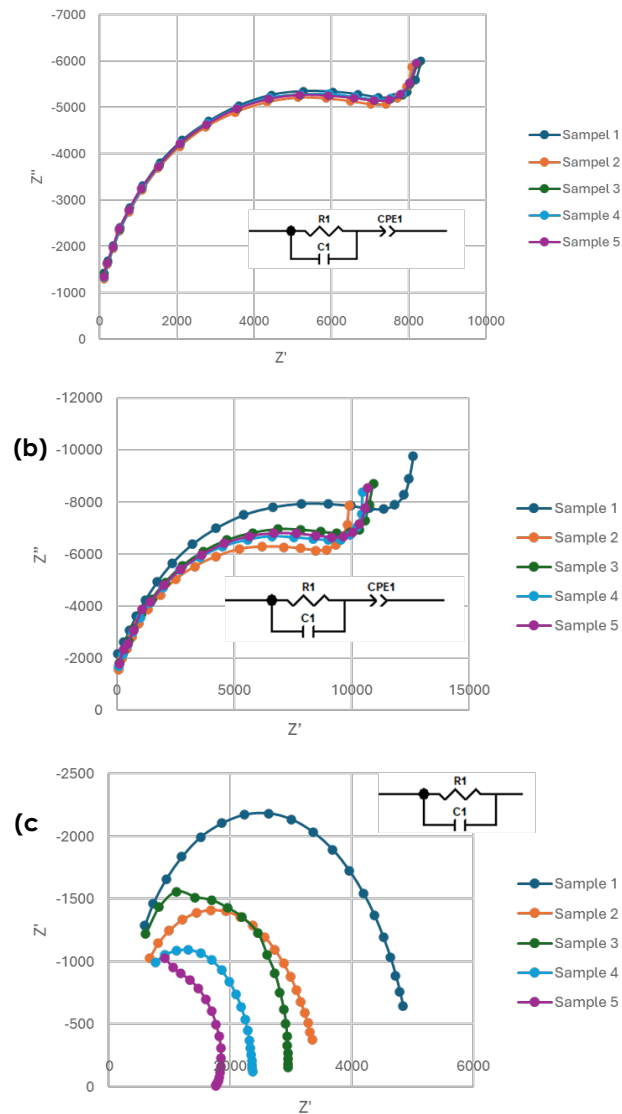 -7000
-6000
-5000
-4000
-3000
-2000
-1000
0
Z"
0 2000 4000 6000 8000 10000
Z'
R1 CPE1
C1
Sampel 1
Sampel 2
Sampel 3
Sample 4
Sample 5
(b)
-12000
-10000
-8000
-6000
-4000
-2000
0
Z"
0 5000 10000 15000
Z'
R1 CPE1
C1
Sample 1
Sample 2
Sample 3
Sample 4
Sample 5
(c
-2500
-2000
-1500
-1000
-500
0
Z'
0 2000 4000 6000
Z'
R1
C1
Sample 1
Sample 2
Sample 3
Sample 4
Sample 5